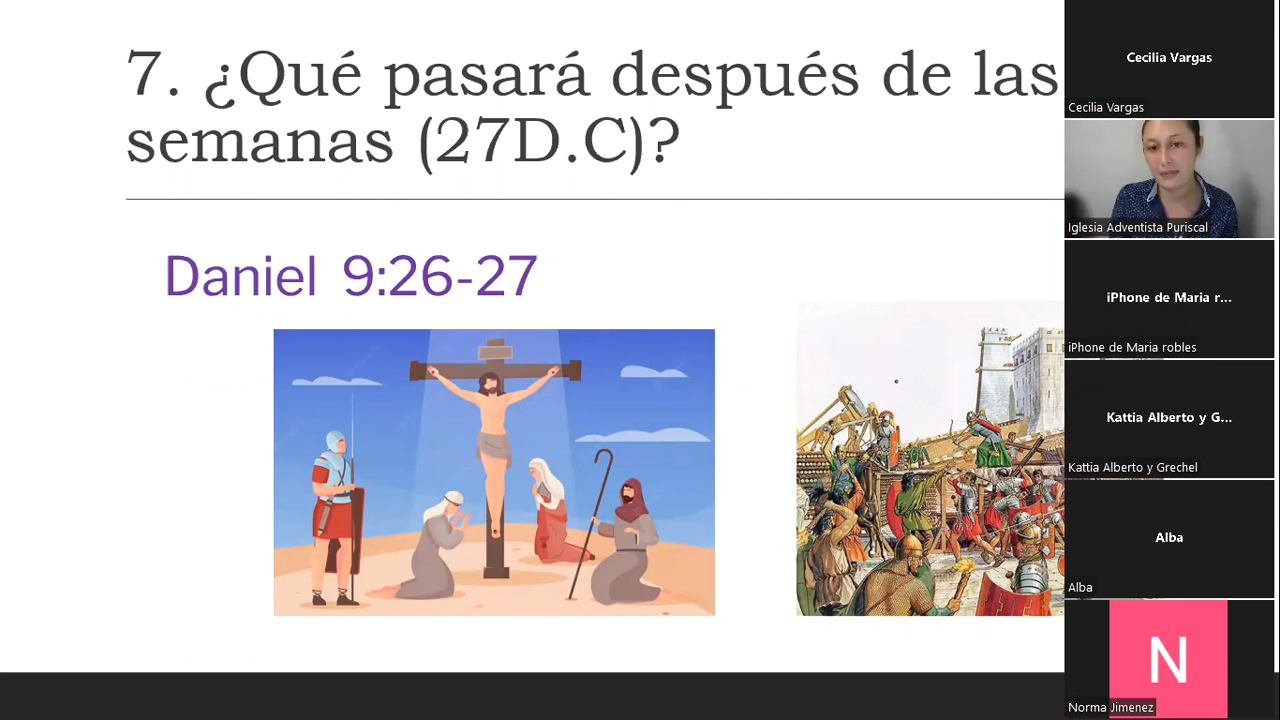 7. ¿Qué pasará después de las
semanas (27D.C)?
Daniel 9:26-27
Cecilia Vargas
Cecilia Vargas
Iglesia Adventista Puriscal
iPhone de Maria r...
iPhone de Maria robles
Kattia Alberto y G...
Kattia Alberto y Grechel
Alba
Alba
N
Norma Jimenez